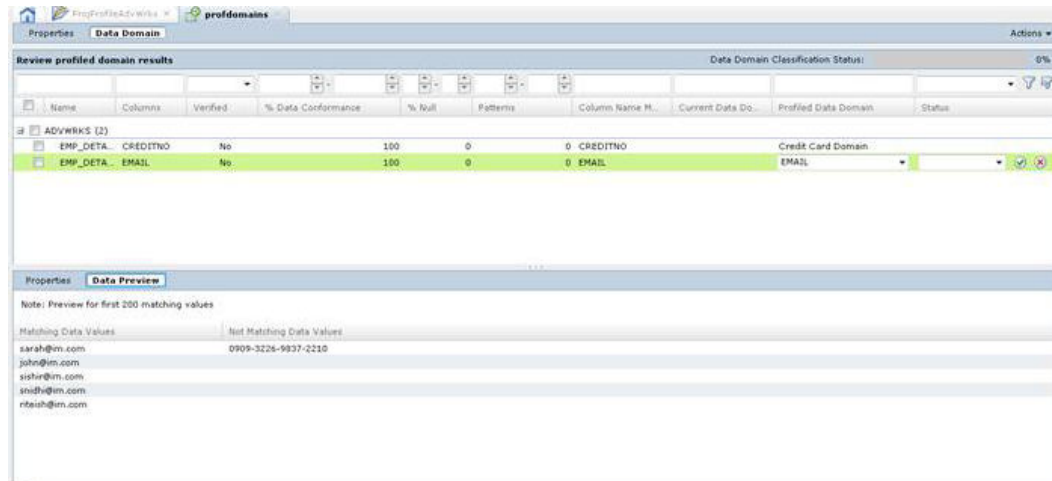 ProjProfileAdvWrks × profdomains
Properties Data Domain Actions
Review profiled domain results Data Domain Classification Status: 0%
Name Columns Verified % Data Conformance % Null Patterns Column Name M... Current Data Do... Profiled Data Domain Status
ADVWRKS (2)
EMP_DETA... CREDITNO No 100 0 0 CREDITNO Credit Card Domain
EMP_DETA... EMAIL No 100 0 0 EMAIL EMAIL
Properties Data Preview
Note: Preview for first 200 matching values
Matching Data Values Not Matching Data Values
sarah@im.com 0909-3226-9837-2210
john@im.com
sishir@im.com
snidhi@im.com
riteish@im.com